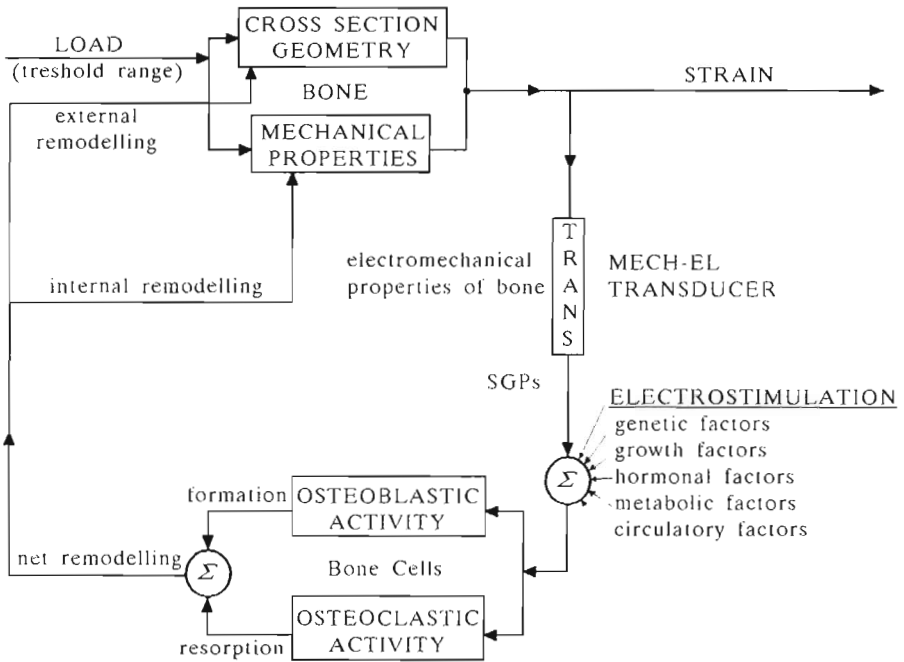 CROSS SECTION
GEOMETRY
LOAD
(treshold range)
BONE
STRAIN
external
remodelling
MECHANICAL
PROPERTIES
TRANS
electromechanical
properties of bone
MECH-EL
TRANSDUCER
internal remodelling
SGPs
ELECTROSTIMULATION
genetic factors
growth factors
hormonal factors
metabolic factors
circulatory factors
Σ
formation
OSTEOBLASTIC
ACTIVITY
net remodelling
Σ
Bone Cells
resorption
OSTEOCLASTIC
ACTIVITY